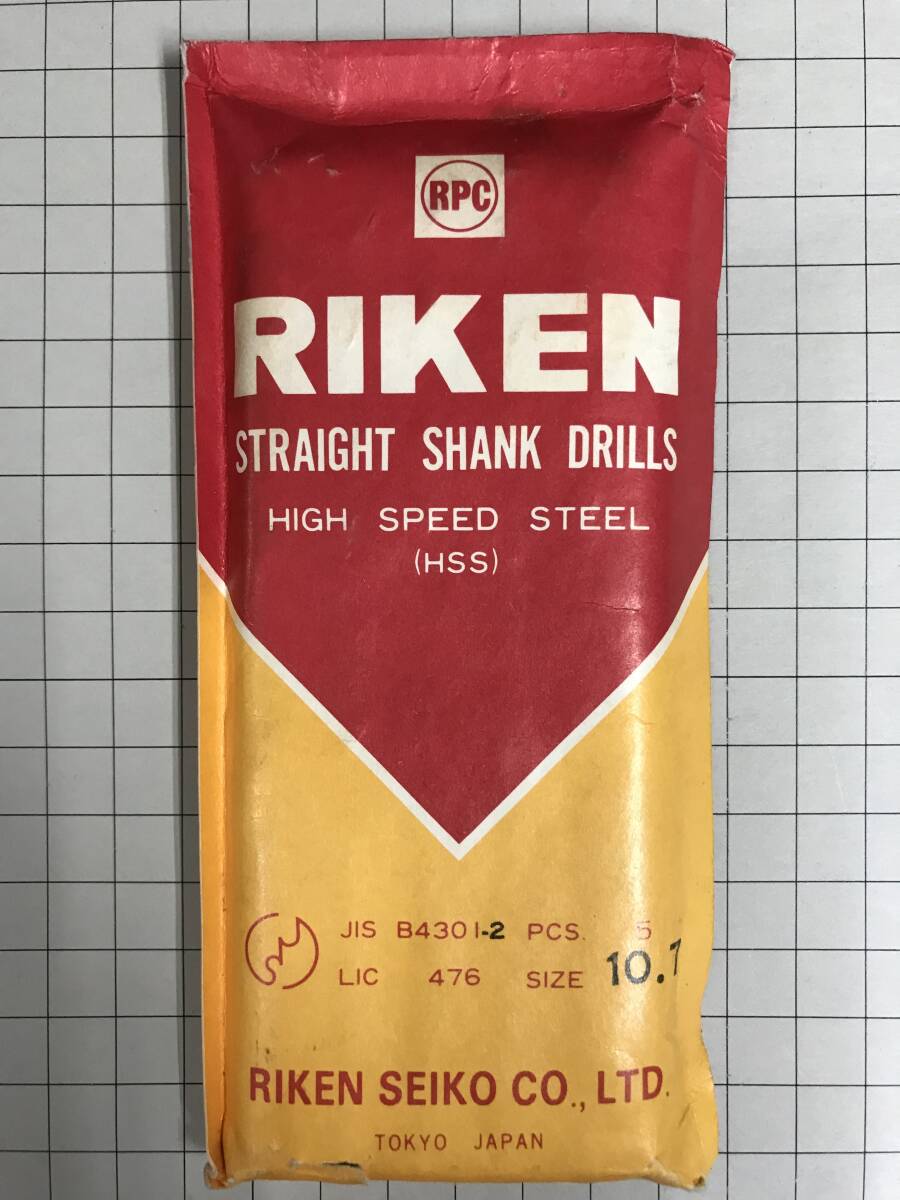 RPC
RIKEN
STRAIGHT SHANK DRILLS
HIGH SPEED STEEL
(HSS)
JIS B4301-2 PCS. 5
LIC 476 SIZE 10.7
RIKEN SEIKO CO., LTD.
TOKYO JAPAN